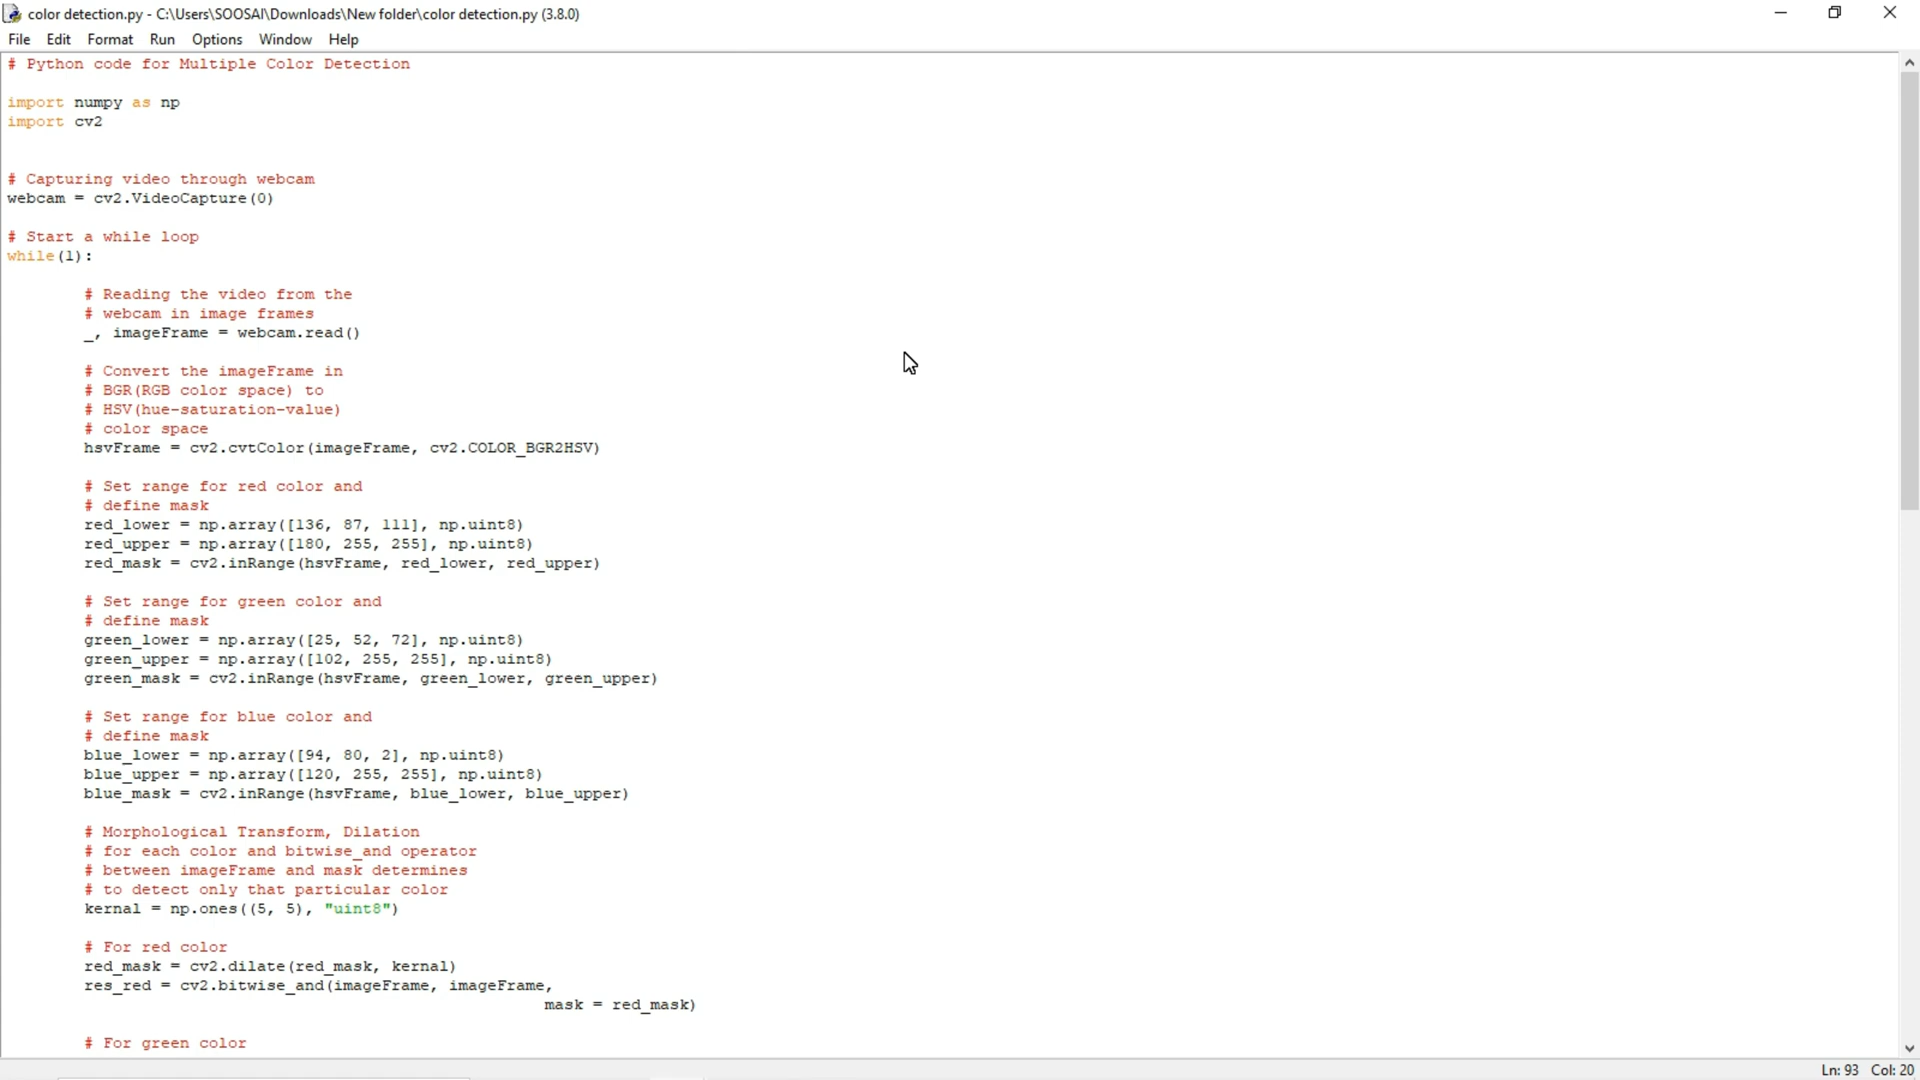 color detection.py - C:\Users\SOOSAI\Downloads\New folder\color detection.py (3.8.0)
File Edit Format Run Options Window Help
# Python code for Multiple Color Detection
import numpy as np
import cv2
# Capturing video through webcam
webcam = cv2.VideoCapture(0)
# Start a while loop
while(1):
# Reading the video from the
# webcam in image frames
_, imageFrame = webcam.read()
# Convert the imageFrame in
# BGR(RGB color space) to
# HSV(hue-saturation-value)
# color space
hsvFrame = cv2.cvtColor(imageFrame, cv2.COLOR_BGR2HSV)
# Set range for red color and
# define mask
red_lower = np.array([136, 87, 111], np.uint8)
red_upper = np.array([180, 255, 255], np.uint8)
red_mask = cv2.inRange(hsvFrame, red_lower, red_upper)
# Set range for green color and
# define mask
green_lower = np.array([25, 52, 72], np.uint8)
green_upper = np.array([102, 255, 255], np.uint8)
green_mask = cv2.inRange(hsvFrame, green_lower, green_upper)
# Set range for blue color and
# define mask
blue_lower = np.array([94, 80, 2], np.uint8)
blue_upper = np.array([120, 255, 255], np.uint8)
blue_mask = cv2.inRange(hsvFrame, blue_lower, blue_upper)
# Morphological Transform, Dilation
# for each color and bitwise_and operator
# between imageFrame and mask determines
# to detect only that particular color
kernal = np.ones((5, 5), "uint8")
# For red color
red_mask = cv2.dilate(red_mask, kernal)
res_red = cv2.bitwise_and(imageFrame, imageFrame,
mask = red_mask)
# For green color
Ln: 93 Col: 20